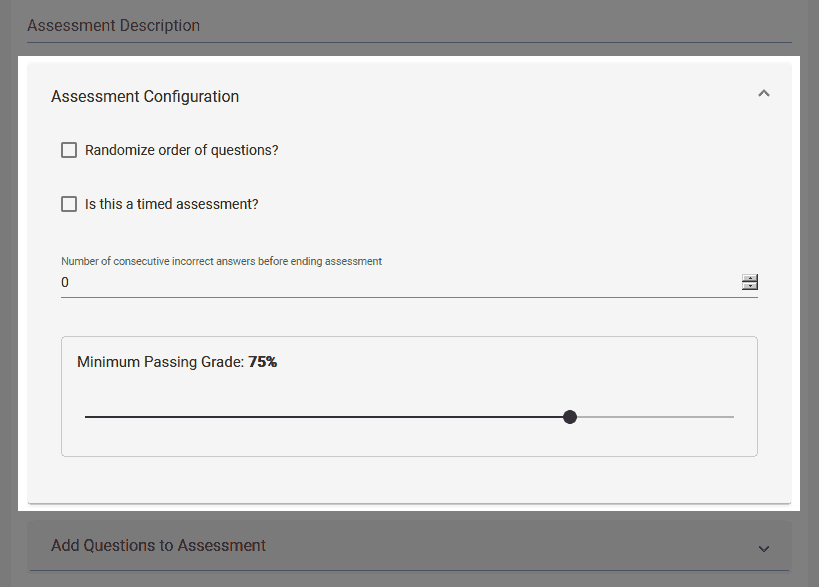 Assessment Description
Assessment Configuration
Randomize order of questions?
Is this a timed assessment?
Number of consecutive incorrect answers before ending assessment
0
Minimum Passing Grade: 75%
Add Questions to Assessment